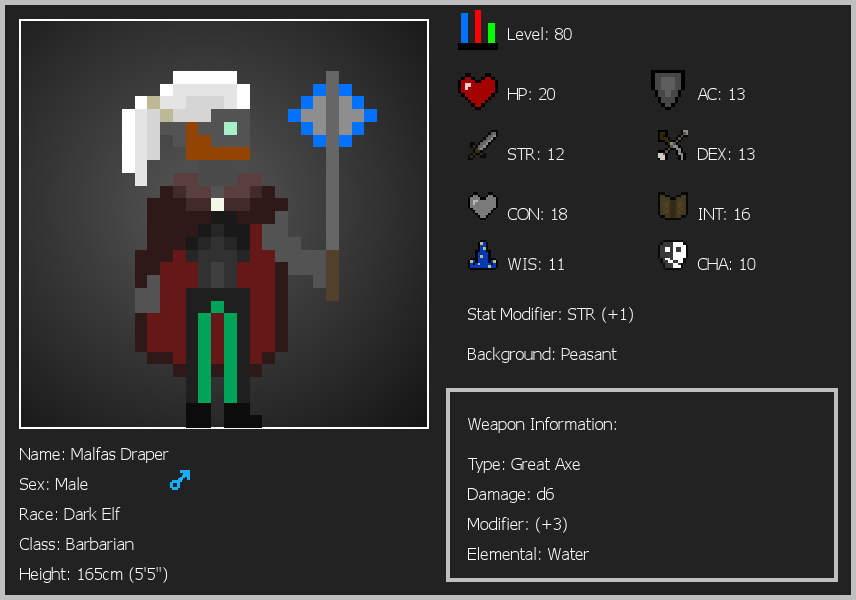 Level: 80
HP: 20
AC: 13
STR: 12
DEX: 13
CON: 18
INT: 16
WIS: 11
CHA: 10
Stat Modifier: STR (+1)
Background: Peasant
Weapon Information:
Type: Great Axe
Damage: d6
Modifier: (+3)
Elemental: Water
Name: Malfas Draper
Sex: Male
Race: Dark Elf
Class: Barbarian
Height: 165cm (5'5")